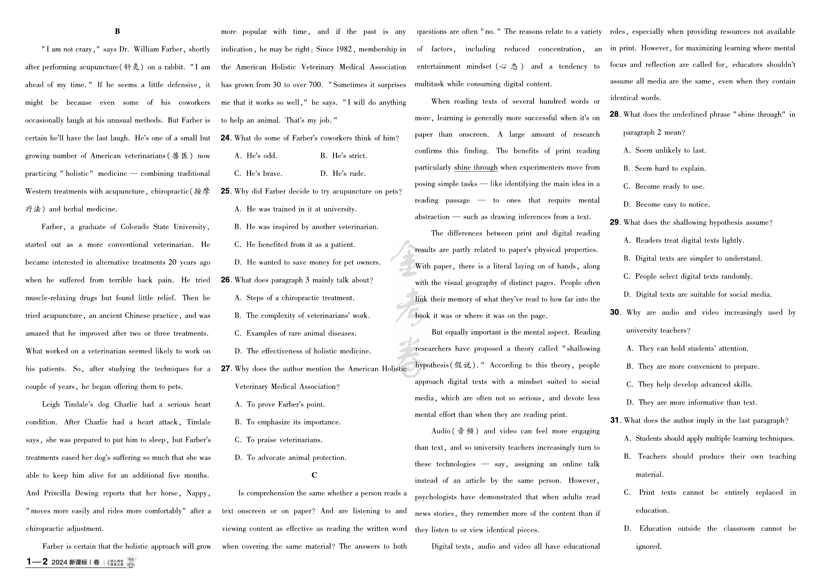 B
"I am not crazy," says Dr. William Farber, shortly
after performing acupuncture(针灸) on a rabbit. "I am
ahead of my time." If he seems a little defensive, it
might be because even some of his coworkers
occasionally laugh at his unusual methods. But Farber is
certain he'll have the last laugh. He's one of a small but
growing number of American veterinarians(兽医) now
practicing "holistic" medicine — combining traditional
Western treatments with acupuncture, chiropractic(按摩
疗法) and herbal medicine.
Farber, a graduate of Colorado State University,
started out as a more conventional veterinarian. He
became interested in alternative treatments 20 years ago
when he suffered from terrible back pain. He tried
muscle-relaxing drugs but found little relief. Then he
tried acupuncture, an ancient Chinese practice, and was
amazed that he improved after two or three treatments.
What worked on a veterinarian seemed likely to work on
his patients. So, after studying the techniques for a
couple of years, he began offering them to pets.
Leigh Tindale's dog Charlie had a serious heart
condition. After Charlie had a heart attack, Tindale
says, she was prepared to put him to sleep, but Farber's
treatments eased her dog's suffering so much that she was
able to keep him alive for an additional five months.
And Priscilla Dewing reports that her horse, Nappy,
"moves more easily and rides more comfortably" after a
chiropractic adjustment.
Farber is certain that the holistic approach will grow
more popular with time, and if the past is any
indication, he may be right: Since 1982, membership in
the American Holistic Veterinary Medical Association
has grown from 30 to over 700. "Sometimes it surprises
me that it works so well," he says. "I will do anything
to help an animal. That's my job."
24. What do some of Farber's coworkers think of him?
A. He's odd. B. He's strict.
C. He's brave. D. He's rude.
25. Why did Farber decide to try acupuncture on pets?
A. He was trained in it at university.
B. He was inspired by another veterinarian.
C. He benefited from it as a patient.
D. He wanted to save money for pet owners.
26. What does paragraph 3 mainly talk about?
A. Steps of a chiropractic treatment.
B. The complexity of veterinarians' work.
C. Examples of rare animal diseases.
D. The effectiveness of holistic medicine.
27. Why does the author mention the American Holistic
Veterinary Medical Association?
A. To prove Farber's point.
B. To emphasize its importance.
C. To praise veterinarians.
D. To advocate animal protection.
C
Is comprehension the same whether a person reads a
text onscreen or on paper? And are listening to and
viewing content as effective as reading the written word
when covering the same material? The answers to both
questions are often "no." The reasons relate to a variety
of factors, including reduced concentration, an
entertainment mindset (心态) and a tendency to
multitask while consuming digital content.
When reading texts of several hundred words or
more, learning is generally more successful when it's on
paper than onscreen. A large amount of research
confirms this finding. The benefits of print reading
particularly shine through when experimenters move from
posing simple tasks — like identifying the main idea in a
reading passage — to ones that require mental
abstraction — such as drawing inferences from a text.
The differences between print and digital reading
results are partly related to paper's physical properties.
With paper, there is a literal laying on of hands, along
with the visual geography of distinct pages. People often
link their memory of what they've read to how far into the
book it was or where it was on the page.
But equally important is the mental aspect. Reading
researchers have proposed a theory called "shallowing
hypothesis(假说)." According to this theory, people
approach digital texts with a mindset suited to social
media, which are often not so serious, and devote less
mental effort than when they are reading print.
Audio(音频) and video can feel more engaging
than text, and so university teachers increasingly turn to
these technologies — say, assigning an online talk
instead of an article by the same person. However,
psychologists have demonstrated that when adults read
news stories, they remember more of the content than if
they listen to or view identical pieces.
Digital texts, audio and video all have educational
roles, especially when providing resources not available
in print. However, for maximizing learning where mental
focus and reflection are called for, educators shouldn't
assume all media are the same, even when they contain
identical words.
28. What does the underlined phrase "shine through" in
paragraph 2 mean?
A. Seem unlikely to last.
B. Seem hard to explain.
C. Become ready to use.
D. Become easy to notice.
29. What does the shallowing hypothesis assume?
A. Readers treat digital texts lightly.
B. Digital texts are simpler to understand.
C. People select digital texts randomly.
D. Digital texts are suitable for social media.
30. Why are audio and video increasingly used by
university teachers?
A. They can hold students' attention.
B. They are more convenient to prepare.
C. They help develop advanced skills.
D. They are more informative than text.
31. What does the author imply in the last paragraph?
A. Students should apply multiple learning techniques.
B. Teachers should produce their own teaching
material.
C. Print texts cannot be entirely replaced in
education.
D. Education outside the classroom cannot be
ignored.
金考卷
1—2 2024 新课标 Ⅰ 卷